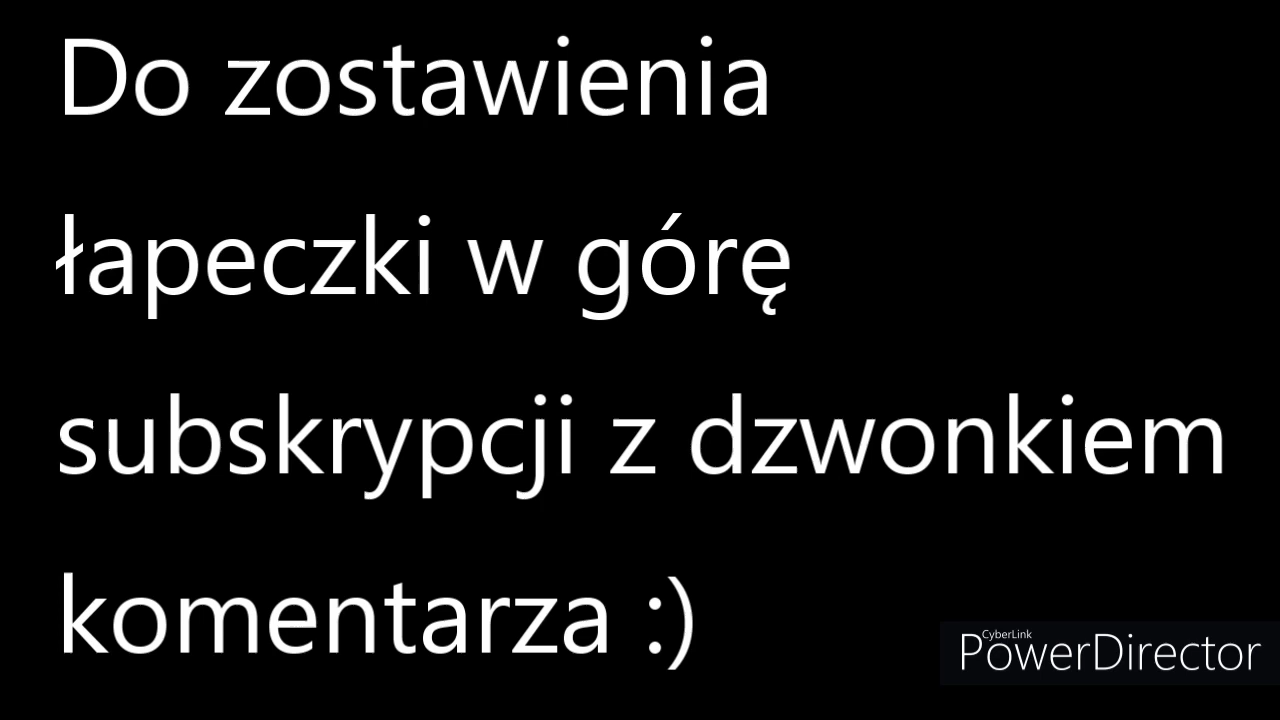 Do zostawienia
łapeczki w górę
subskrypcji z dzwonkiem
komentarza :)
CyberLink
PowerDirector